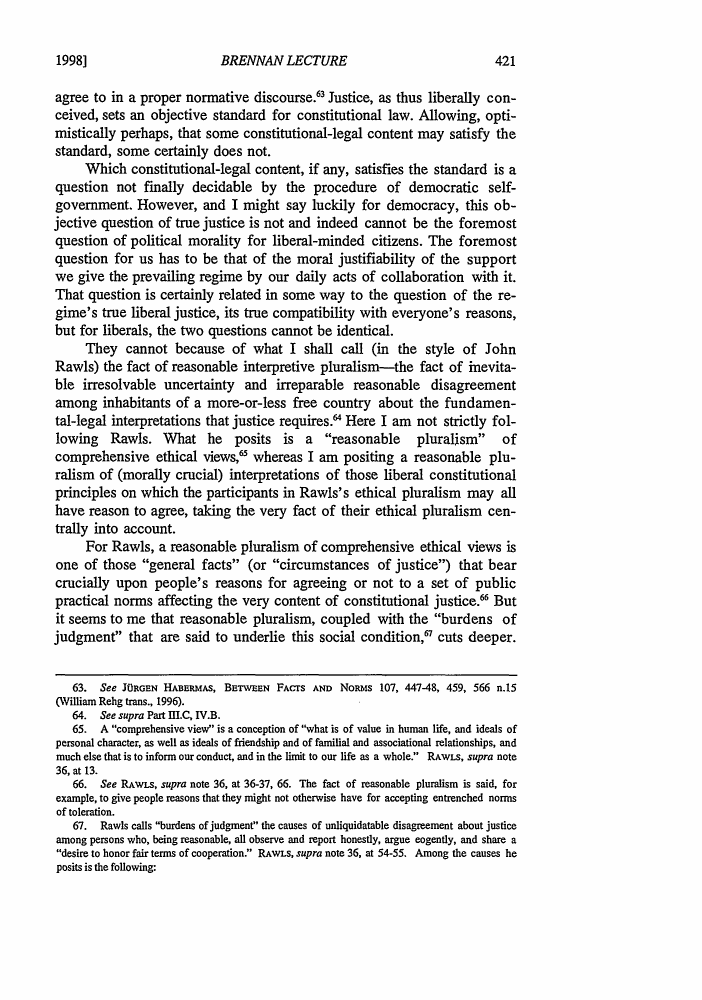 1998] BRENNAN LECTURE 421
agree to in a proper normative discourse.63 Justice, as thus liberally con-
ceived, sets an objective standard for constitutional law. Allowing, opti-
mistically perhaps, that some constitutional-legal content may satisfy the
standard, some certainly does not.
Which constitutional-legal content, if any, satisfies the standard is a
question not finally decidable by the procedure of democratic self-
government. However, and I might say luckily for democracy, this ob-
jective question of true justice is not and indeed cannot be the foremost
question of political morality for liberal-minded citizens. The foremost
question for us has to be that of the moral justifiability of the support
we give the prevailing regime by our daily acts of collaboration with it.
That question is certainly related in some way to the question of the re-
gime's true liberal justice, its true compatibility with everyone's reasons,
but for liberals, the two questions cannot be identical.
They cannot because of what I shall call (in the style of John
Rawls) the fact of reasonable interpretive pluralism—the fact of inevita-
ble irresolvable uncertainty and irreparable reasonable disagreement
among inhabitants of a more-or-less free country about the fundamen-
tal-legal interpretations that justice requires.64 Here I am not strictly fol-
lowing Rawls. What he posits is a "reasonable pluralism" of
comprehensive ethical views,65 whereas I am positing a reasonable plu-
ralism of (morally crucial) interpretations of those liberal constitutional
principles on which the participants in Rawls's ethical pluralism may all
have reason to agree, taking the very fact of their ethical pluralism cen-
trally into account.
For Rawls, a reasonable pluralism of comprehensive ethical views is
one of those "general facts" (or "circumstances of justice") that bear
crucially upon people's reasons for agreeing or not to a set of public
practical norms affecting the very content of constitutional justice.66 But
it seems to me that reasonable pluralism, coupled with the "burdens of
judgment" that are said to underlie this social condition,67 cuts deeper.
63. See JÜRGEN HABERMAS, BETWEEN FACTS AND NORMS 107, 447-48, 459, 566 n.15
(William Rehg trans., 1996).
64. See supra Part III.C, IV.B.
65. A "comprehensive view" is a conception of "what is of value in human life, and ideals of
personal character, as well as ideals of friendship and of familial and associational relationships, and
much else that is to inform our conduct, and in the limit to our life as a whole." RAWLS, supra note
36, at 13.
66. See RAWLS, supra note 36, at 36-37, 66. The fact of reasonable pluralism is said, for
example, to give people reasons that they might not otherwise have for accepting entrenched norms
of toleration.
67. Rawls calls "burdens of judgment" the causes of unliquidatable disagreement about justice
among persons who, being reasonable, all observe and report honestly, argue eogently, and share a
"desire to honor fair terms of cooperation." RAWLS, supra note 36, at 54-55. Among the causes he
posits is the following: